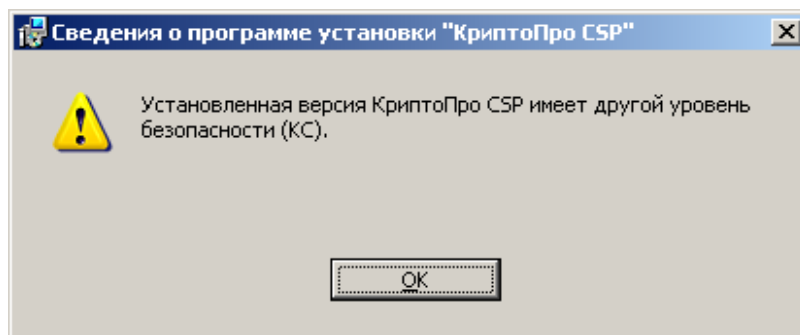 Сведения о программе установки "КриптоПро CSP"
Установленная версия КриптоПро CSP имеет другой уровень
безопасности (КС).
OK